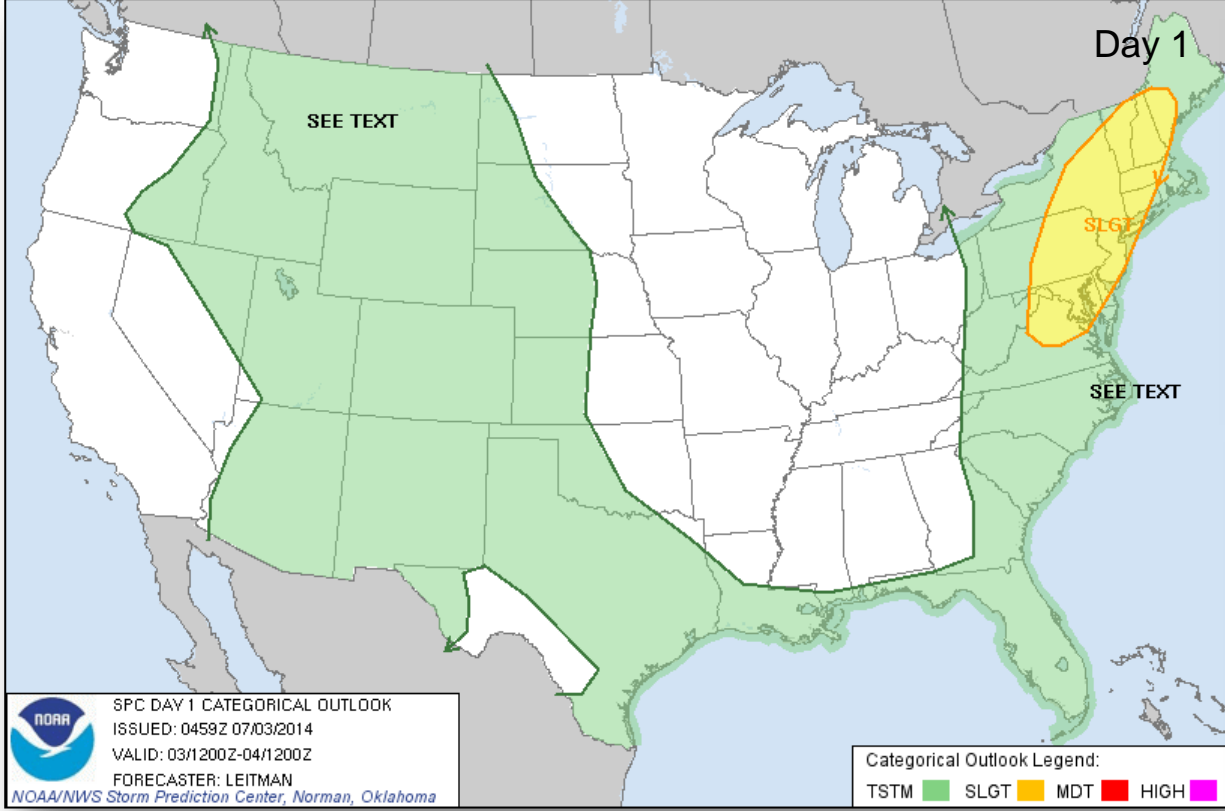 Day 1
SEE TEXT
SLGT
SEE TEXT
NOAA
SPC DAY 1 CATEGORICAL OUTLOOK
ISSUED: 0459Z 07/03/2014
VALID: 03/1200Z-04/1200Z
FORECASTER: LEITMAN
NOAA/NWS Storm Prediction Center, Norman, Oklahoma
Categorical Outlook Legend:
TSTM SLGT MDT HIGH